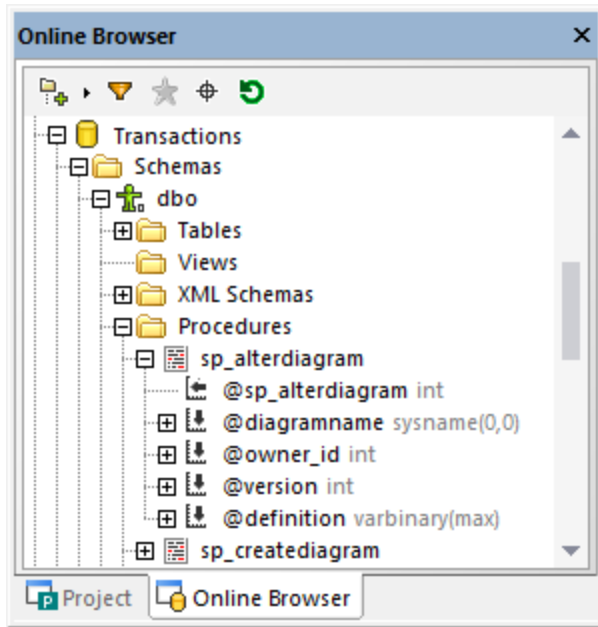 Online Browser
Transactions
Schemas
dbo
Tables
Views
XML Schemas
Procedures
sp_alterdiagram
@sp_alterdiagram int
@diagramname sysname(0,0)
@owner_id int
@version int
@definition varbinary(max)
sp_creatediagram
Project Online Browser